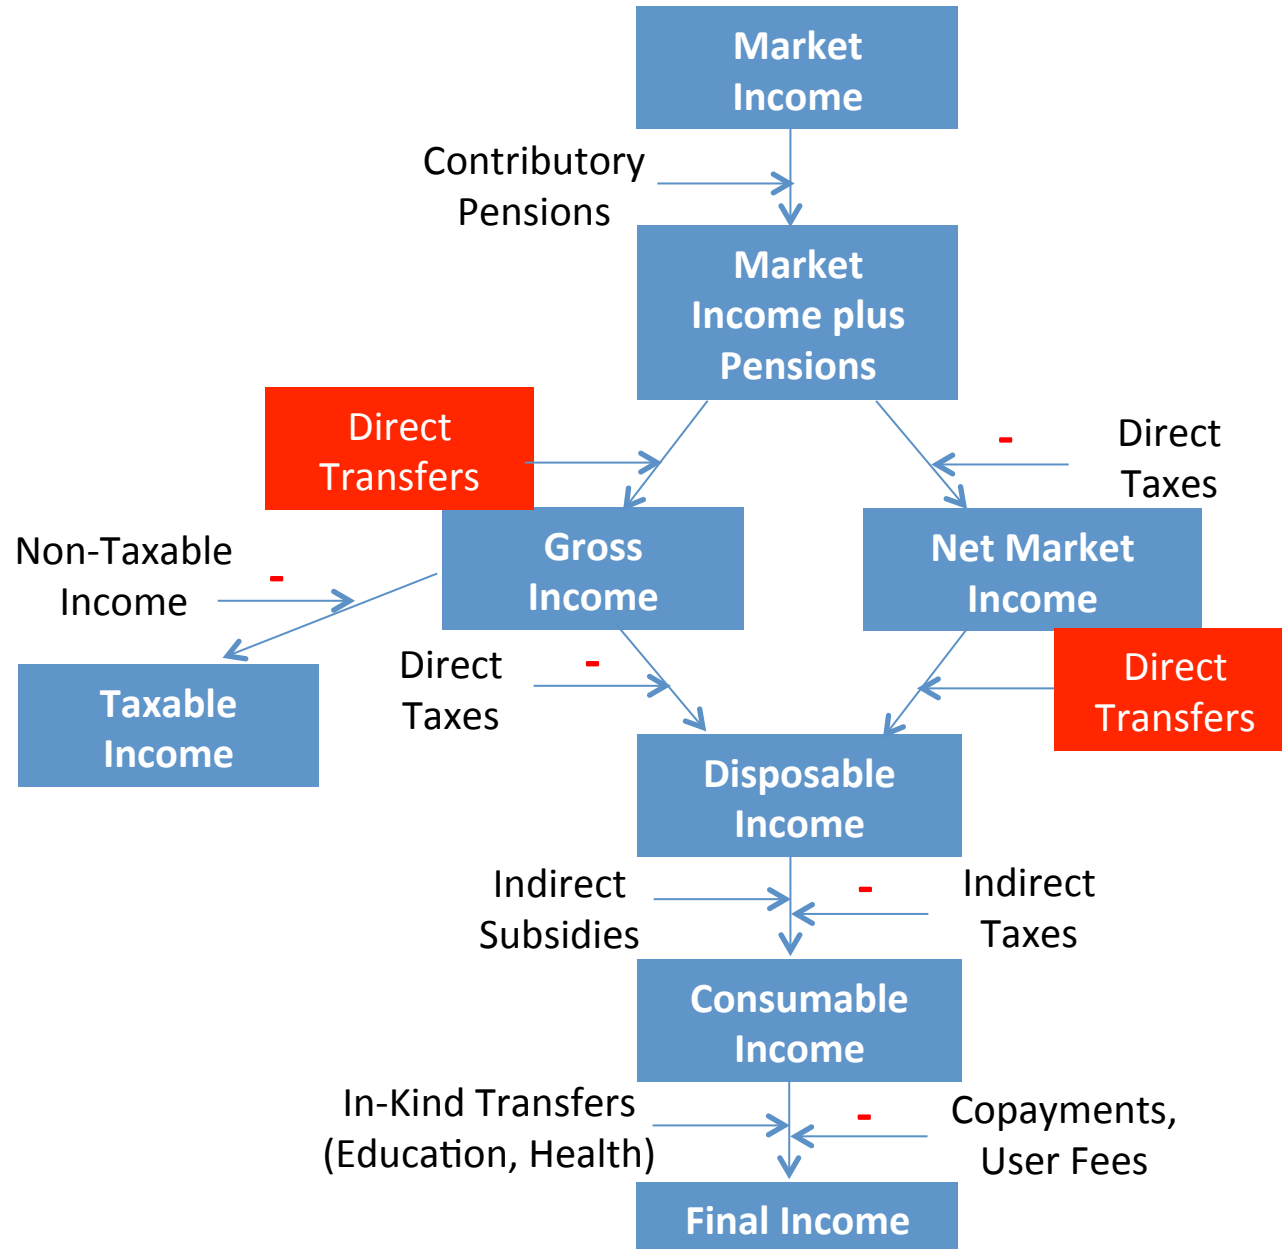 Market
Income
Contributory
Pensions
Market
Income plus
Pensions
Direct
Transfers
-
Direct
Taxes
Non-Taxable
Income
-
Gross
Income
Net Market
Income
Taxable
Income
Direct
Taxes
-
Direct
Transfers
Disposable
Income
Indirect
Subsidies
-
Indirect
Taxes
Consumable
Income
In-Kind Transfers
(Education, Health)
-
Copayments,
User Fees
Final Income